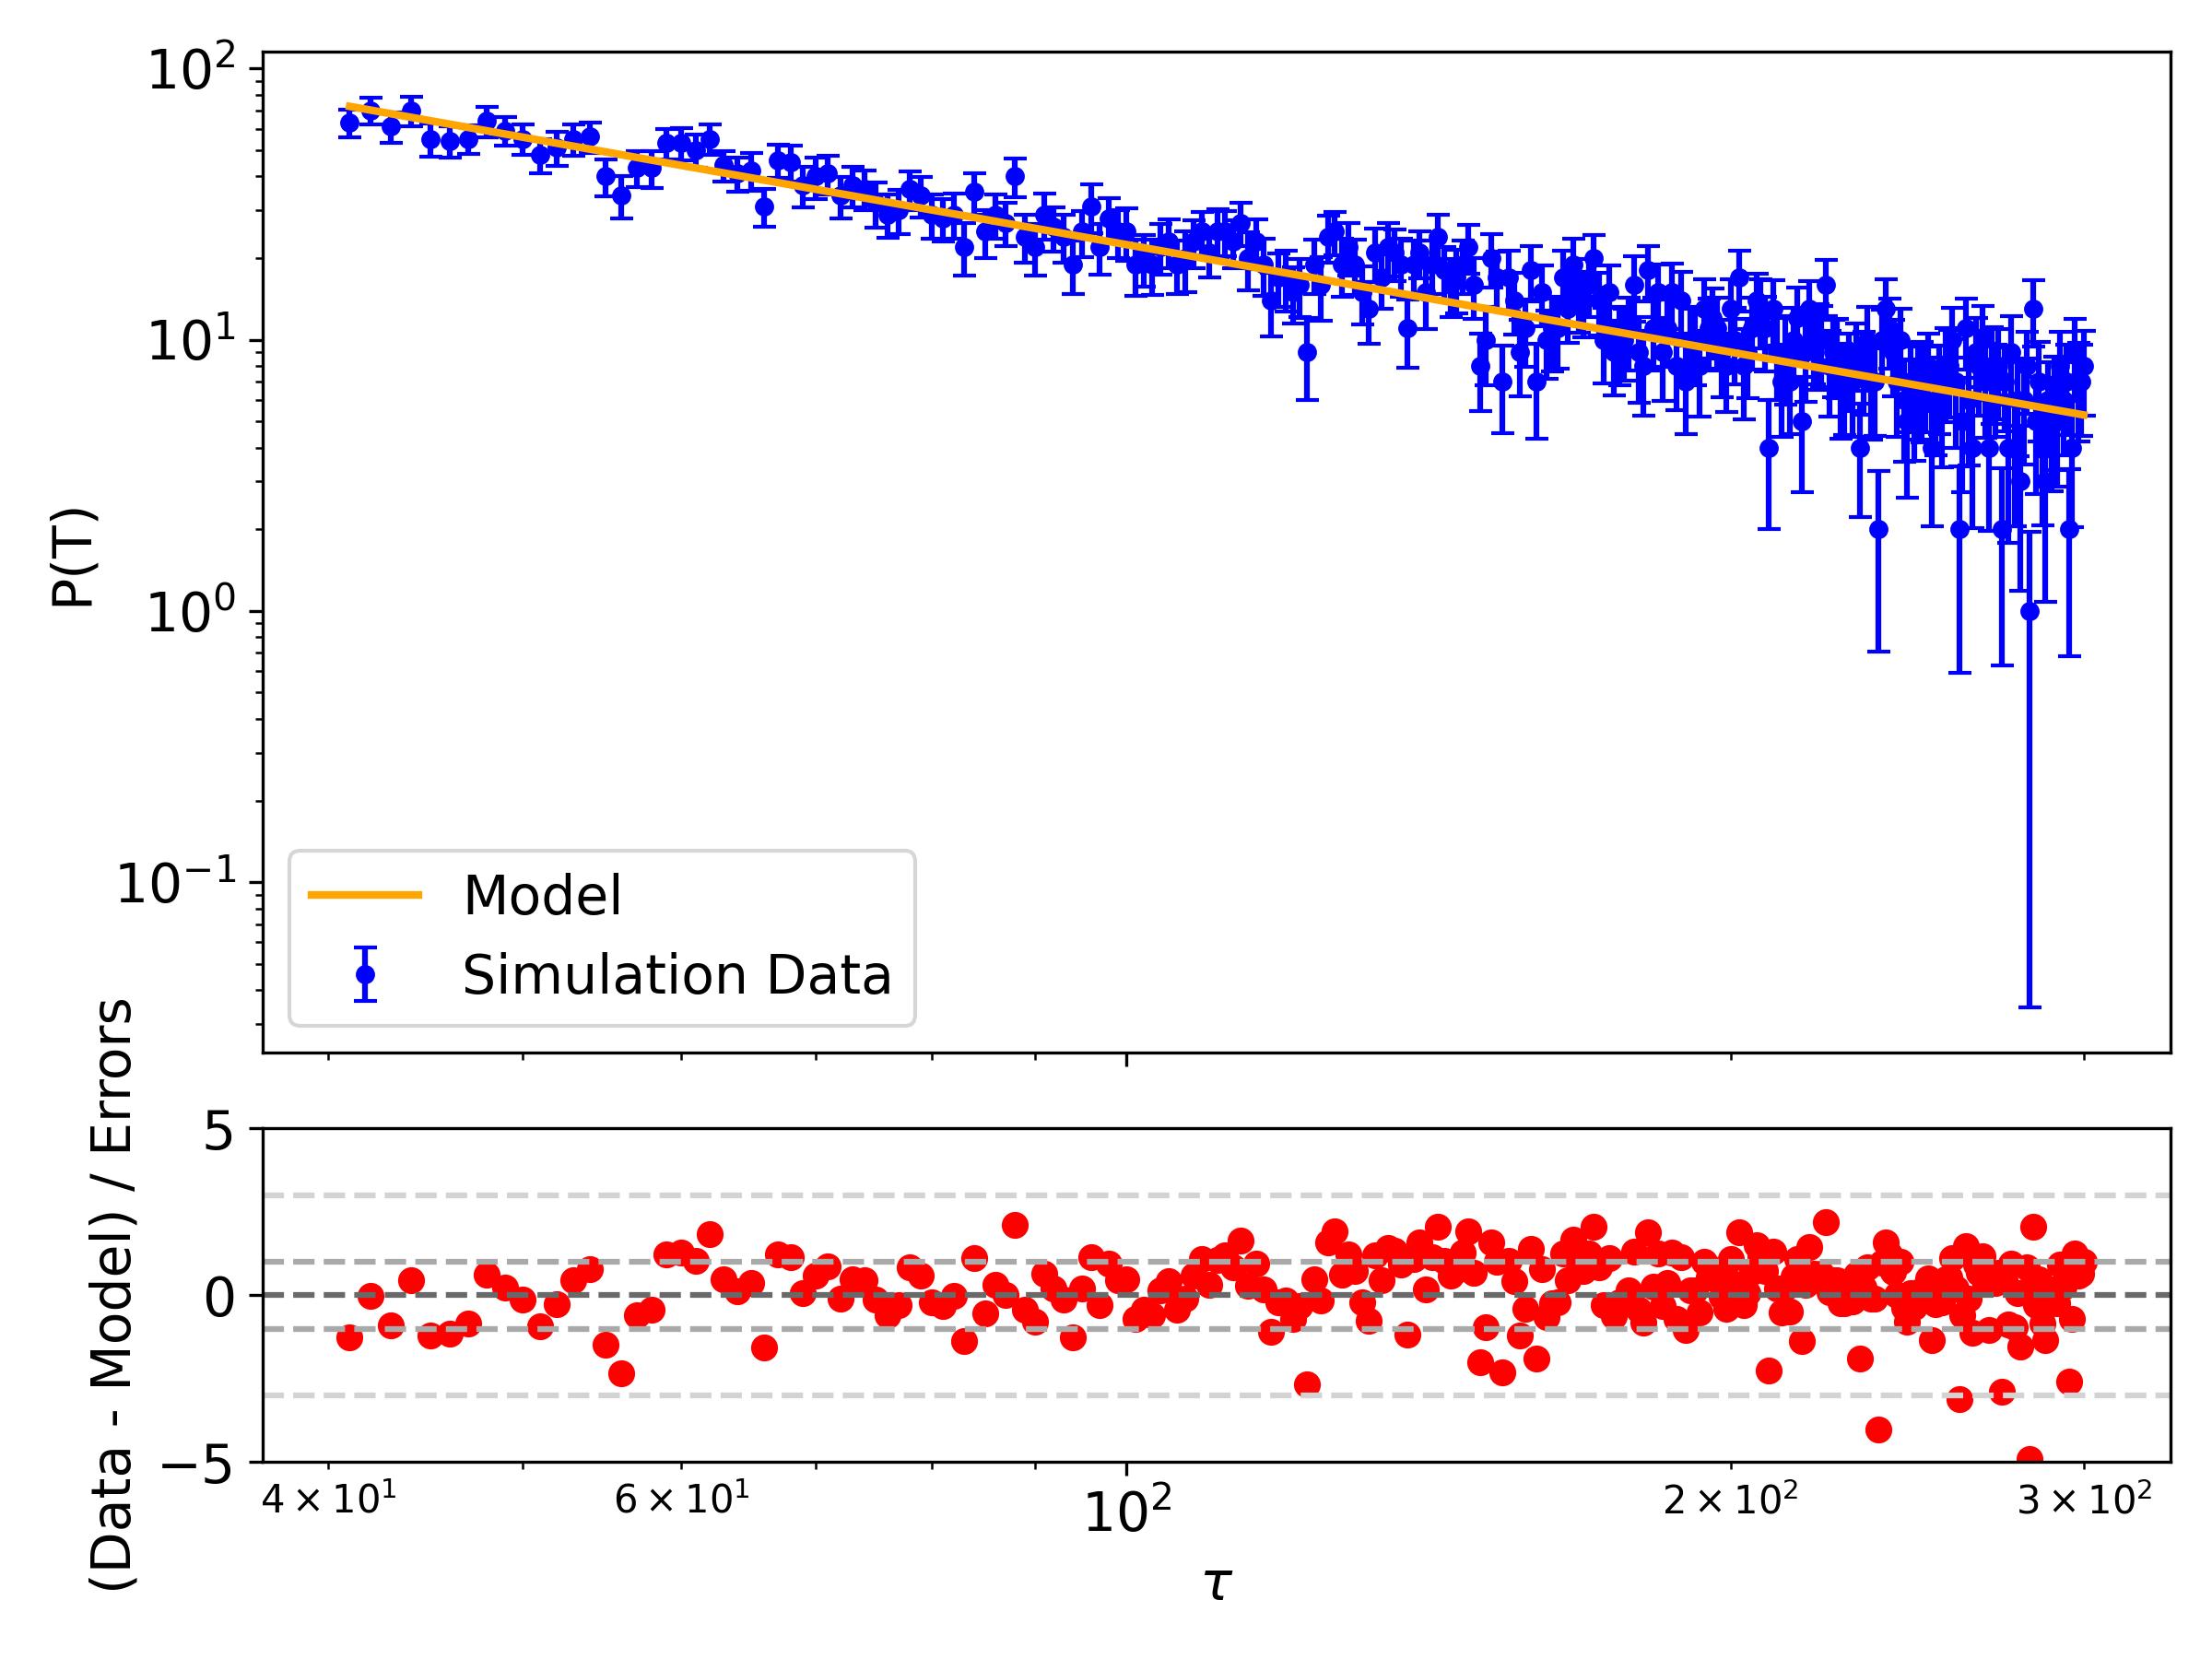 10²
10¹
10⁰
10⁻¹
P(T)
Model
Simulation Data
(Data - Model) / Errors
5
0
−5
4 × 10¹
6 × 10¹
10²
2 × 10²
3 × 10²
τ